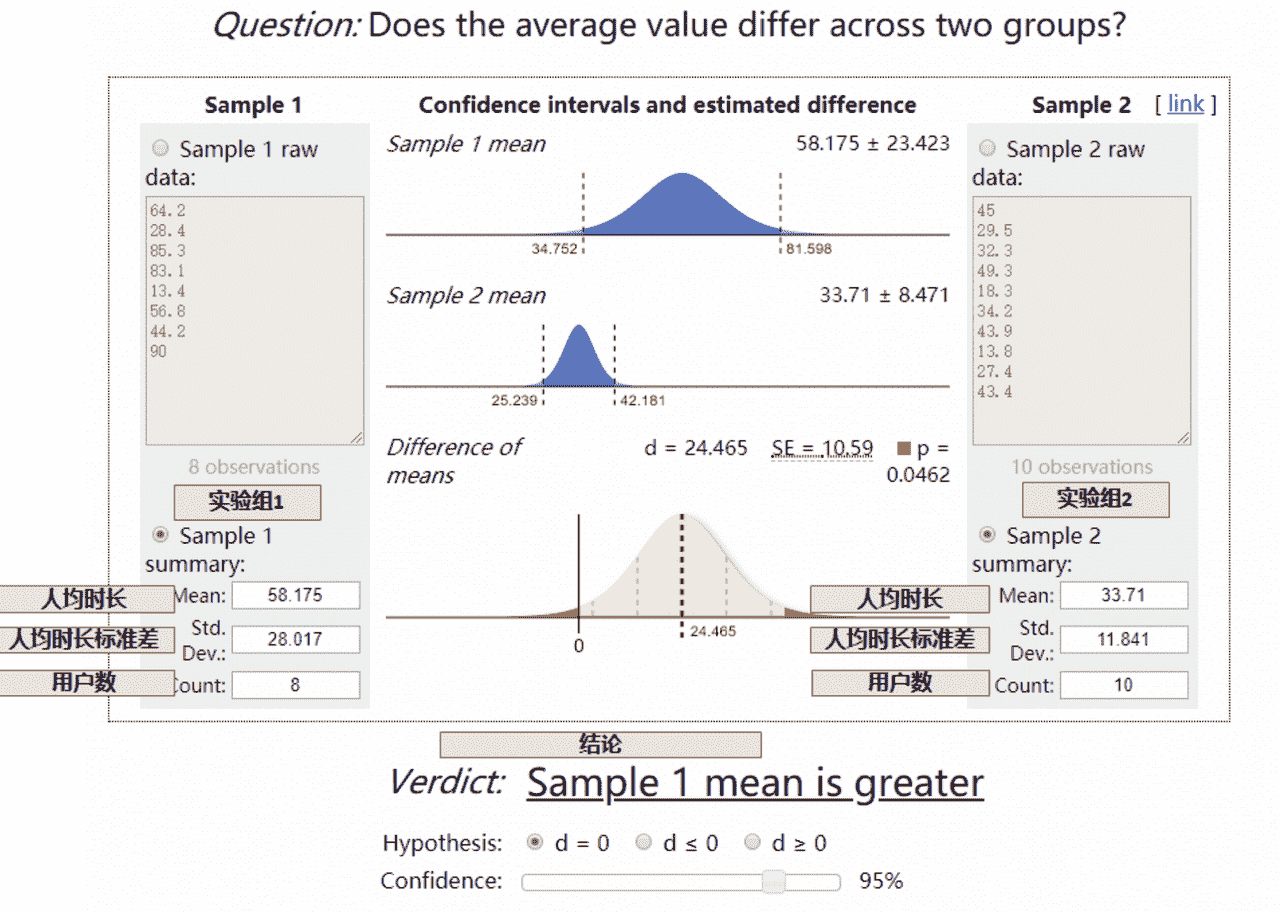 Question: Does the average value differ across two groups?
Sample 1
Confidence intervals and estimated difference
Sample 2 [ link ]
Sample 1 raw
data:
64.2
28.4
85.3
83.1
13.4
56.8
44.2
90
8 observations
实验组1
Sample 1
summary:
人均时长 Mean: 58.175
人均时长标准差 Std.
Dev.: 28.017
用户数 Count: 8
Sample 1 mean 58.175 ± 23.423
34.752 81.598
Sample 2 mean 33.71 ± 8.471
25.239 42.181
Difference of
means
d = 24.465 SE = 10.59 p =
0.0462
24.465
0
Sample 2 raw
data:
45
29.5
32.3
49.3
18.3
34.2
43.9
13.8
27.4
43.4
10 observations
实验组2
Sample 2
summary:
人均时长 Mean: 33.71
人均时长标准差 Std.
Dev.: 11.841
用户数 Count: 10
结论
Verdict: Sample 1 mean is greater
Hypothesis: d = 0 d ≤ 0 d ≥ 0
Confidence: 95%